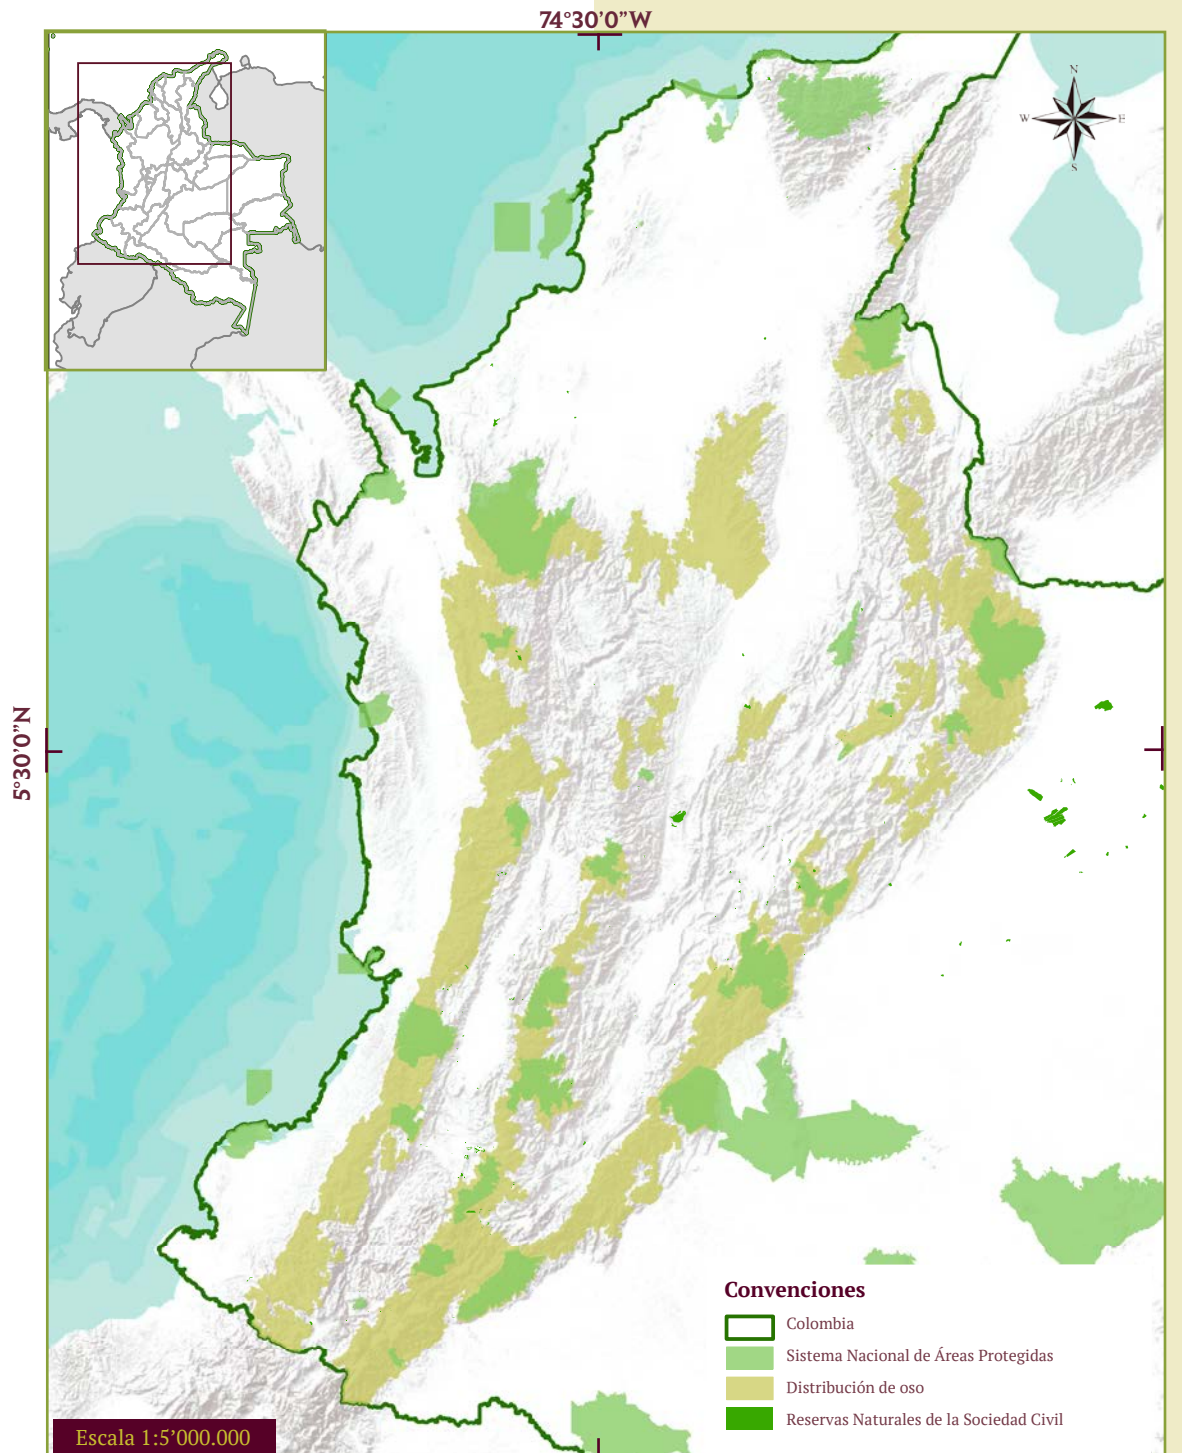 74°30'0"W
N
W
E
S
5°30'0"N
Convenciones
Colombia
Sistema Nacional de Áreas Protegidas
Distribución de oso
Reservas Naturales de la Sociedad Civil
Escala 1:5’000.000